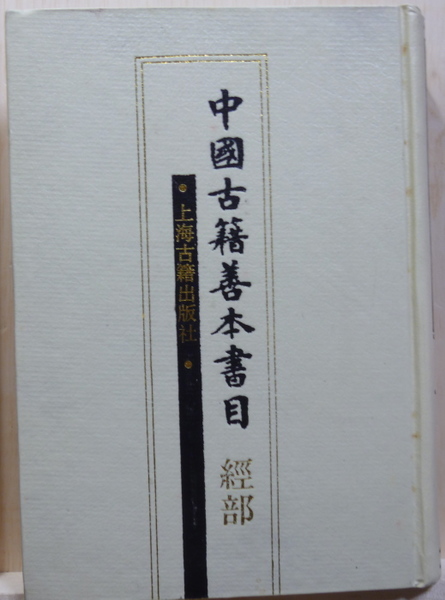 中國古籍善本書目
經部
上海古籍出版社